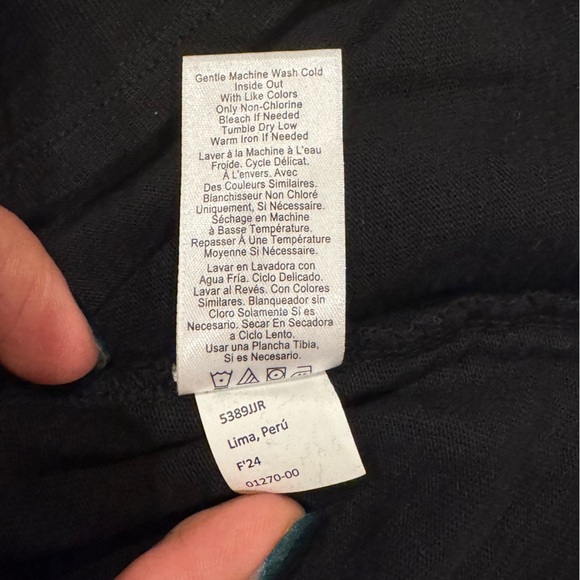 Gentle Machine Wash Cold
Inside Out
With Like Colors
Only Non-Chlorine
Bleach If Needed
Tumble Dry Low
Warm Iron If Needed
Laver à la Machine à L'eau
Froide. Cycle Délicat.
À L'envers. Avec
Des Couleurs Similaires.
Blanchisseur Non Chloré
Uniquement, Si Nécessaire.
Séchage en Machine
à Basse Température.
Repasser À Une Température
Moyenne Si Nécessaire.
Lavar en Lavadora con
Agua Fría. Ciclo Delicado.
Lavar al Revés. Con Colores
Similares. Blanqueador sin
Cloro Solamente Si es
Necesario. Secar En Secadora
a Ciclo Lento.
Usar una Plancha Tibia,
Si es Necesario.
5389JJR
Lima, Perú
F'24
01270-00